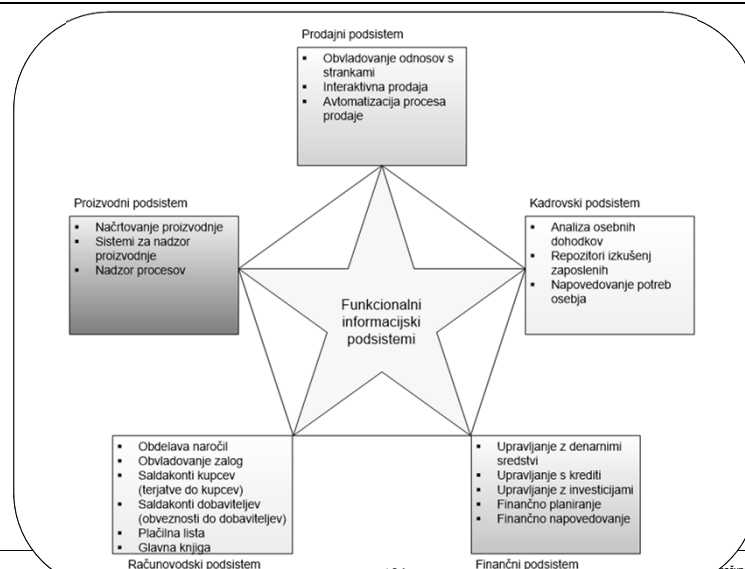 Prodajni podsistem
▪ Obvladovanje odnosov s
strankami
▪ Interaktivna prodaja
▪ Avtomatizacija procesa
prodaje
Proizvodni podsistem
▪ Načrtovanje proizvodnje
▪ Sistemi za nadzor
proizvodnje
▪ Nadzor procesov
Kadrovski podsistem
▪ Analiza osebnih
dohodkov
▪ Repozitori izkušenj
zaposlenih
▪ Napovedovanje potreb
osebja
Funkcionalni
informacijski
podsistemi
▪ Obdelava naročil
▪ Obvladovanje zalog
▪ Saldakonti kupcev
(terjatve do kupcev)
▪ Saldakonti dobaviteljev
(obveznosti do dobaviteljev)
▪ Plačilna lista
▪ Glavna knjiga
Računovodski podsistem
▪ Upravljanje z denarnimi
sredstvi
▪ Upravljanje s krediti
▪ Upravljanje z investicijami
▪ Finančno planiranje
▪ Finančno napovedovanje
Finančni podsistem